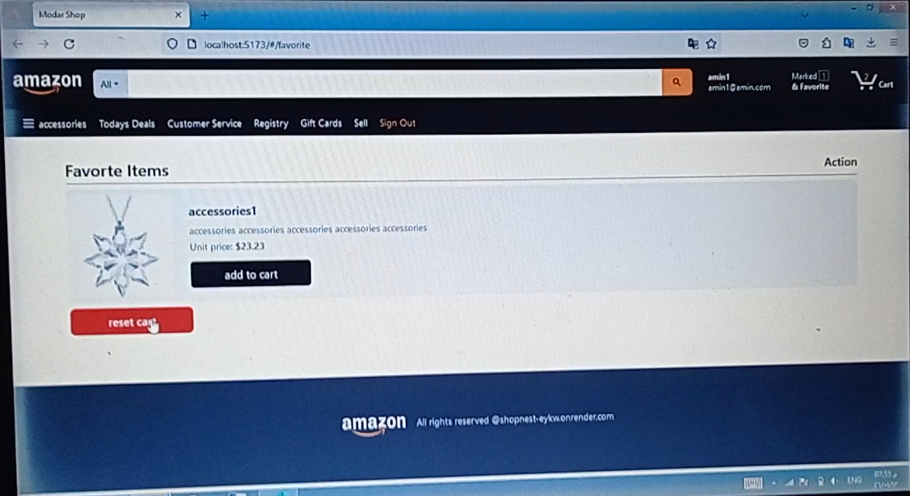 Modar Shop
localhost:5173/#/favorite
amazon
All
amin1
amin1@amin.com
Marked 1
& Favorite
2
Cart
accessories Todays Deals Customer Service Registry Gift Cards Sell Sign Out
Favorte Items
Action
accessories1
accessories accessories accessories accessories accessories
Unit price: $23.23
add to cart
reset cart
amazon All rights reserved @shopnest-eykw.onrender.com
ENG